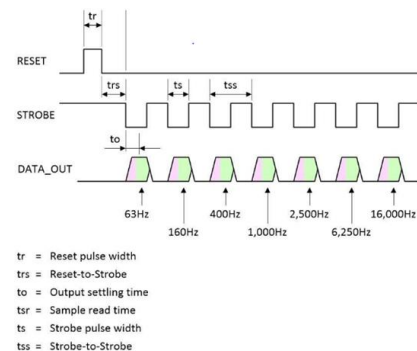 tr
RESET
trs
ts
tss
STROBE
to
DATA_OUT
63Hz
400Hz
2,500Hz
16,000Hz
160Hz
1,000Hz
6,250Hz
tr = Reset pulse width
trs = Reset-to-Strobe
to = Output settling time
tsr = Sample read time
ts = Strobe pulse width
tss = Strobe-to-Strobe